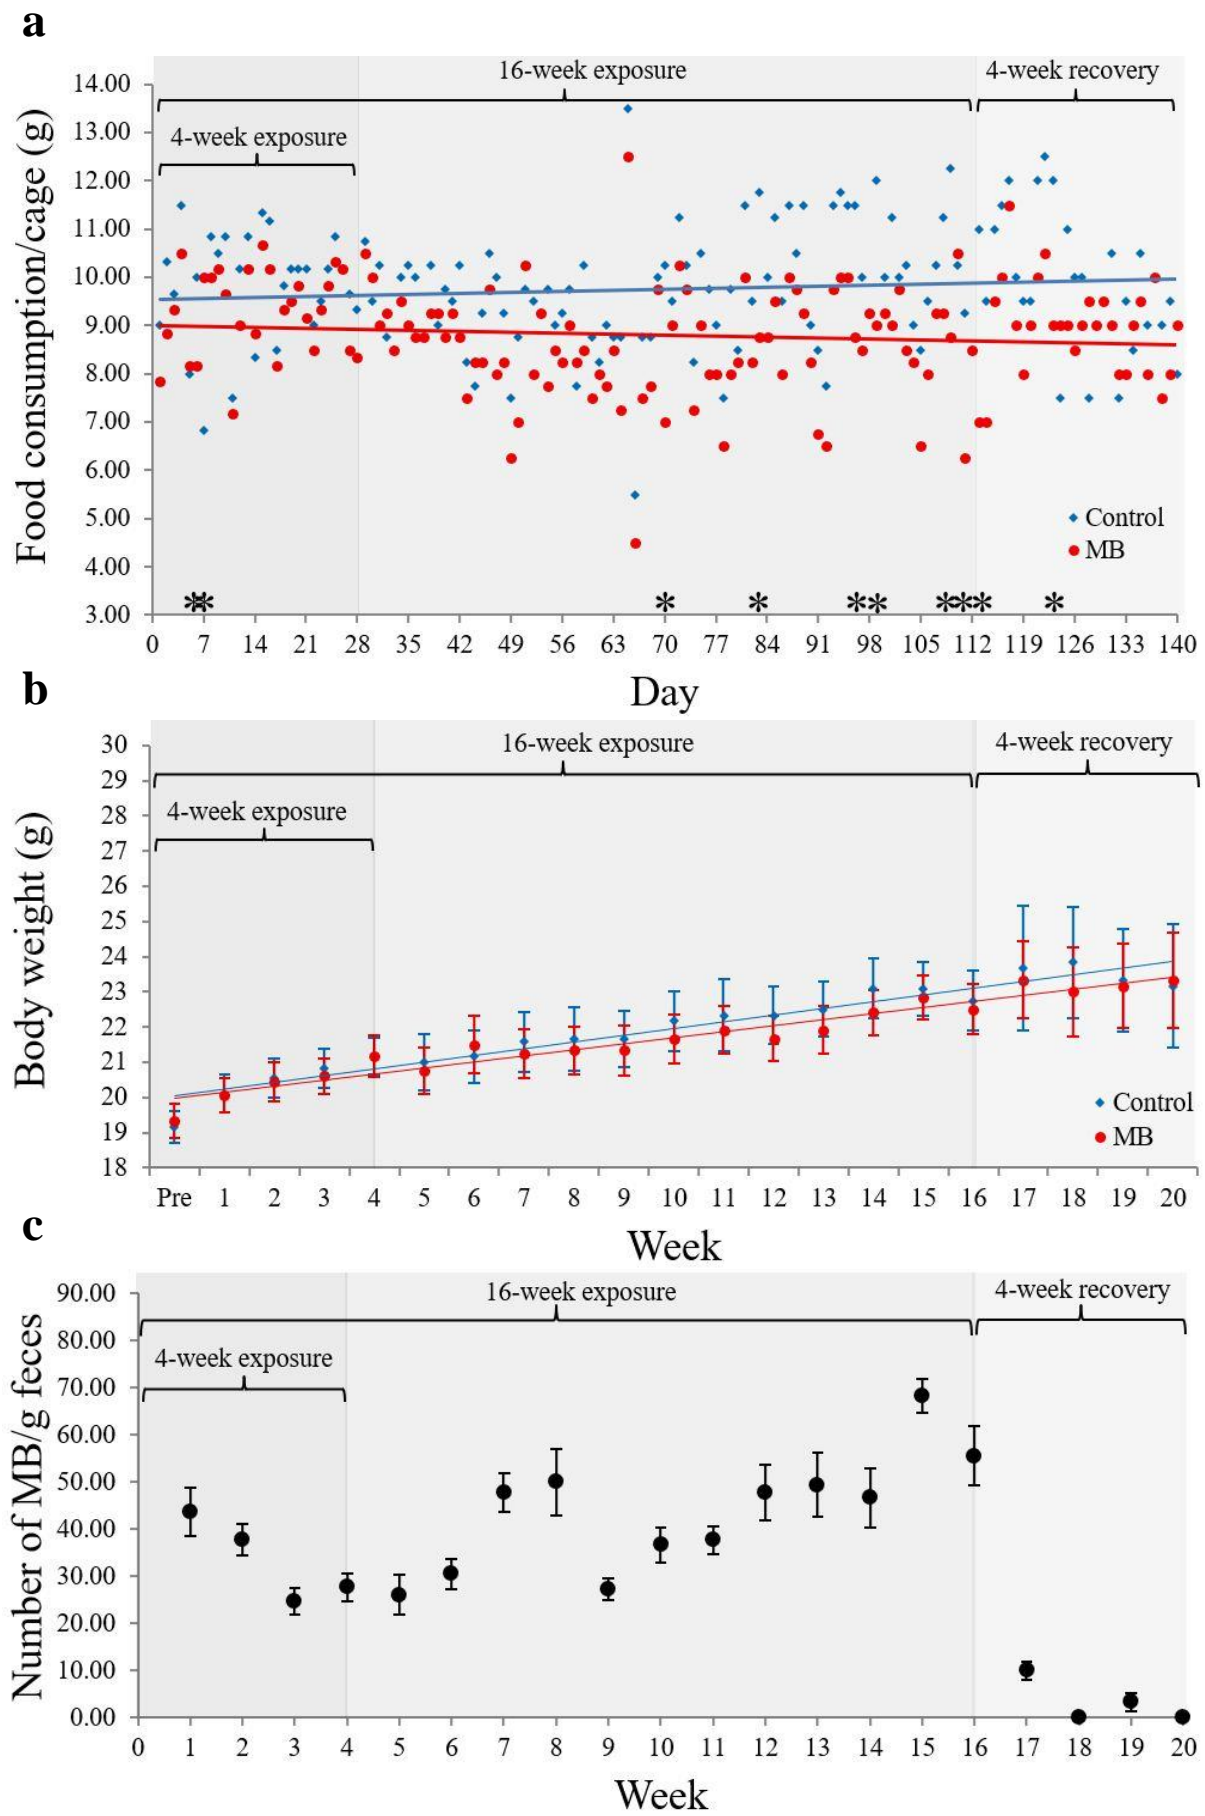 a
16-week exposure
4-week recovery
4-week exposure
Food consumption/cage (g)
14.00
13.00
12.00
11.00
10.00
9.00
8.00
7.00
6.00
5.00
4.00
3.00
Control
MB
** * * * * * * * *
0 7 14 21 28 35 42 49 56 63 70 77 84 91 98 105 112 119 126 133 140
Day
b
16-week exposure
4-week recovery
4-week exposure
Body weight (g)
30
29
28
27
26
25
24
23
22
21
20
19
18
Control
MB
Pre 1 2 3 4 5 6 7 8 9 10 11 12 13 14 15 16 17 18 19 20
Week
c
16-week exposure
4-week recovery
4-week exposure
Number of MB/g feces
90.00
80.00
70.00
60.00
50.00
40.00
30.00
20.00
10.00
0.00
0 1 2 3 4 5 6 7 8 9 10 11 12 13 14 15 16 17 18 19 20
Week